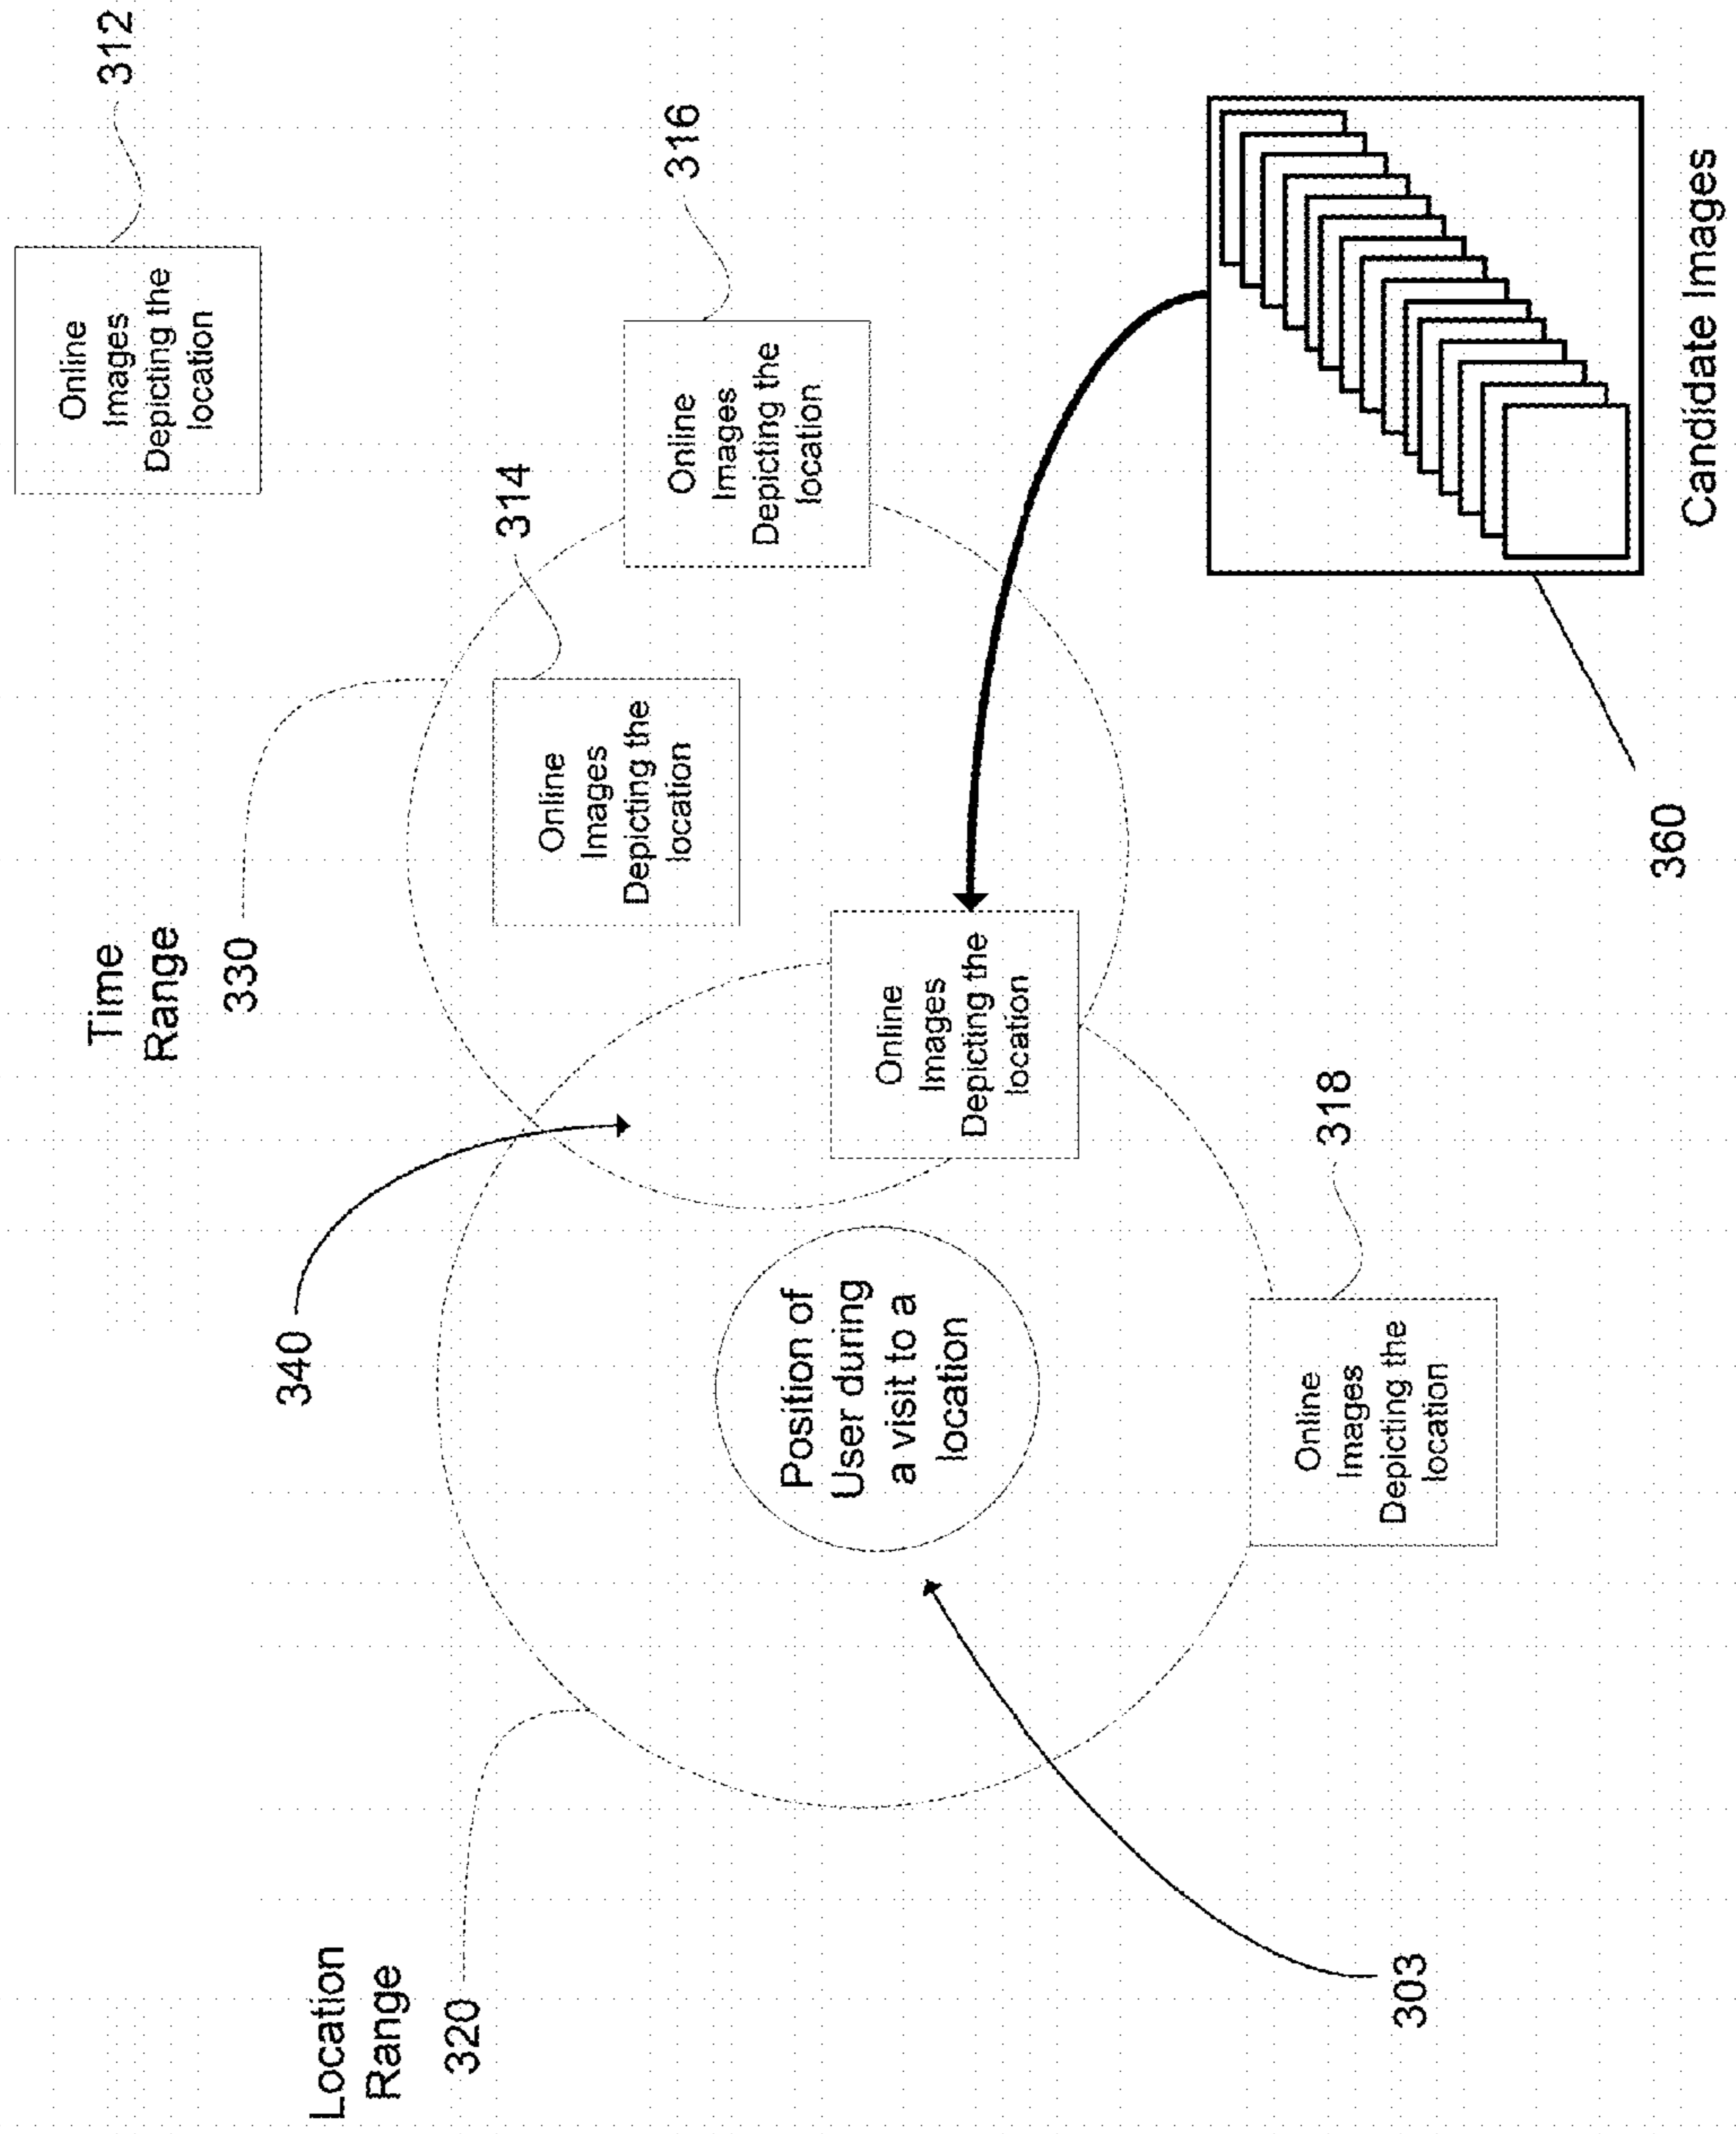 Online
Images
Depicting the
location
312
Time
Range
330
340
Location
Range
320
314
Online
Images
Depicting the
location
316
Online
Images
Depicting the
location
Position of
User during
a visit to a
location
Online
Images
Depicting the
location
318
Online
Images
Depicting the
location
303
360
Candidate Images